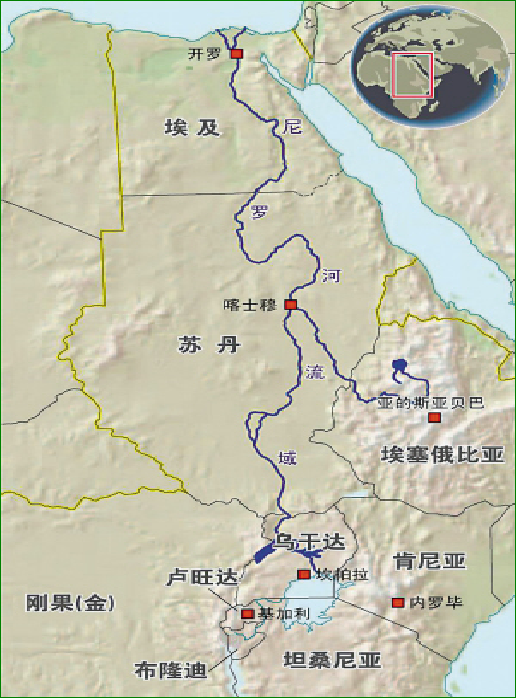 开罗
埃及
尼罗河流域
喀士穆
苏丹
亚的斯亚贝巴
埃塞俄比亚
乌干达
肯尼亚
卢旺达
坎帕拉
刚果(金)
内罗毕
基加利
布隆迪
坦桑尼亚